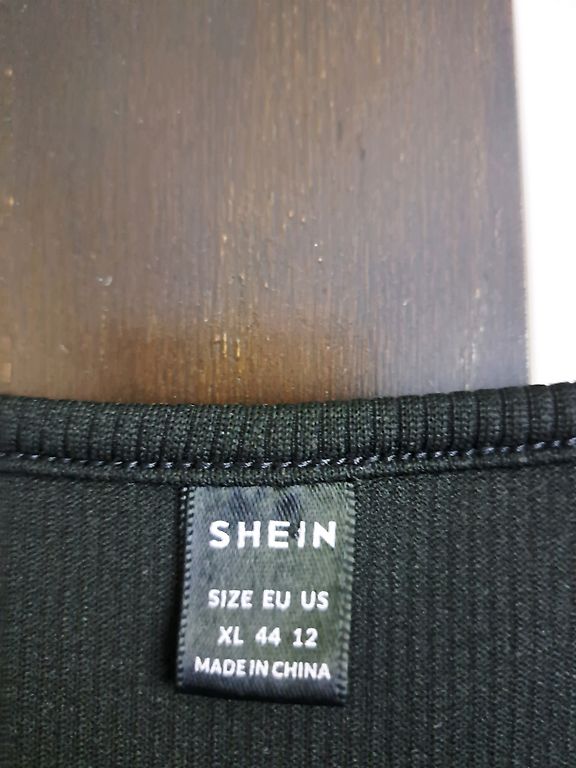 SHEIN
SIZE EU US
XL 44 12
MADE IN CHINA